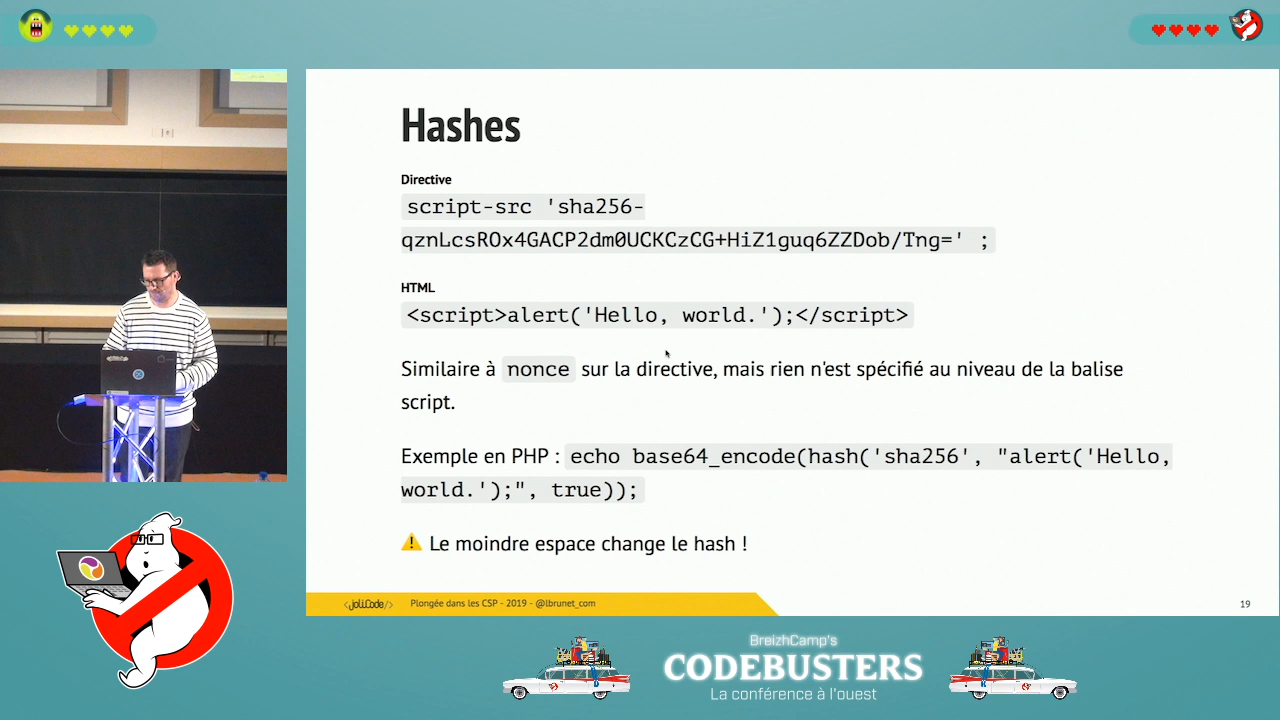 Hashes
Directive
script-src 'sha256-
qznLcsROx4GACP2dm0UCKCzCG+HiZ1guq6ZZDob/Tng=' ;
HTML
<script>alert('Hello, world.');</script>
Similaire à nonce sur la directive, mais rien n'est spécifié au niveau de la balise
script.
Exemple en PHP : echo base64_encode(hash('sha256', "alert('Hello,
world.');", true));
⚠ Le moindre espace change le hash !
<joliCode/>
Plongée dans les CSP - 2019 - @lbrunet_com
19
BreizhCamp's
CODEBUSTERS
La conférence à l'ouest